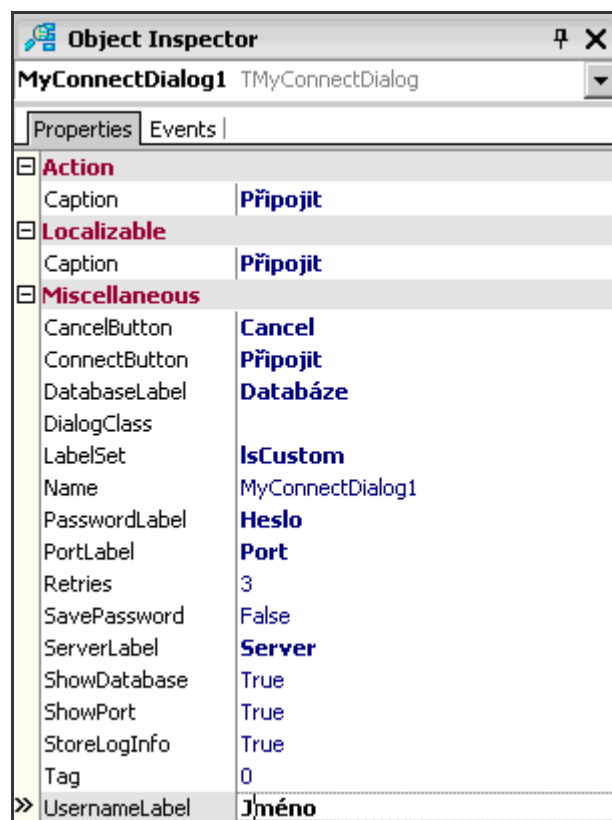 Object Inspector
MyConnectDialog1 TMyConnectDialog
Properties Events
Action
Caption Připojit
Localizable
Caption Připojit
Miscellaneous
CancelButton Cancel
ConnectButton Připojit
DatabaseLabel Databáze
DialogClass
LabelSet lsCustom
Name MyConnectDialog1
PasswordLabel Heslo
PortLabel Port
Retries 3
SavePassword False
ServerLabel Server
ShowDatabase True
ShowPort True
StoreLogInfo True
Tag 0
UsernameLabel Jméno